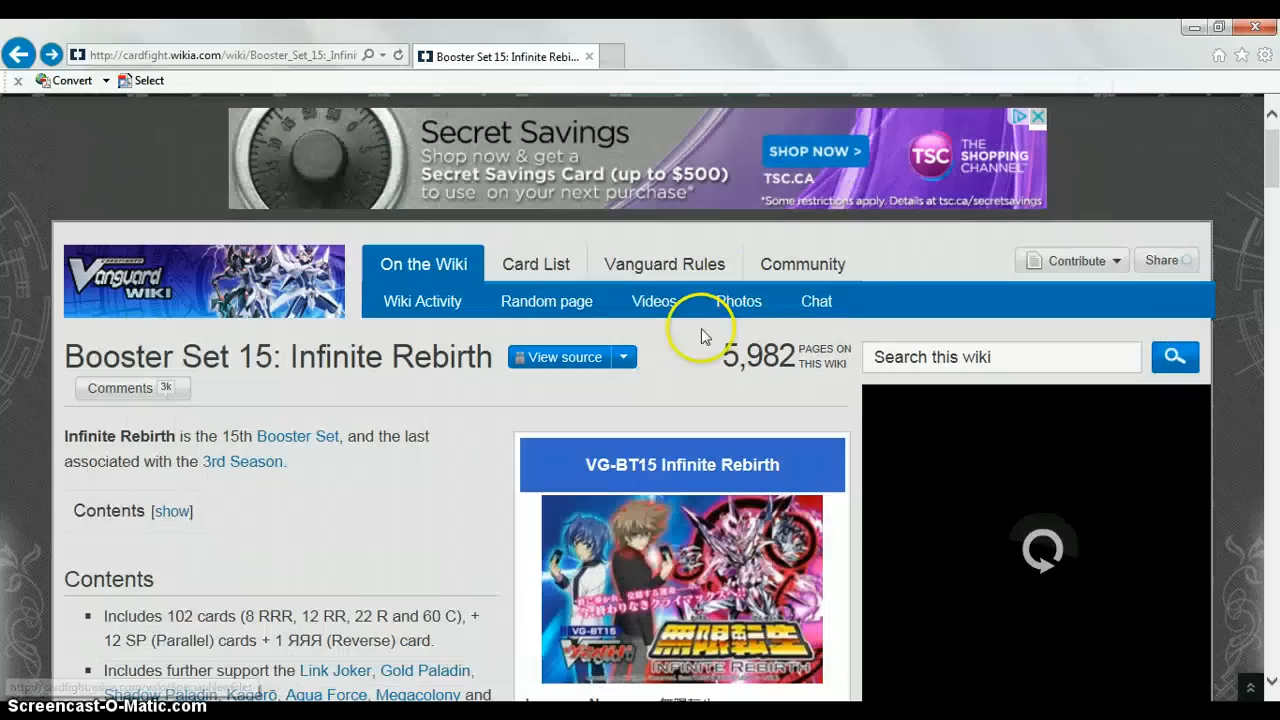 http://cardfight.wikia.com/wiki/Booster_Set_15:_Infini
Booster Set 15: Infinite Rebi...
Convert
Select
Secret Savings
Shop now & get a
Secret Savings Card (up to $500)
to use on your next purchase*
SHOP NOW >
TSC.CA
TSC
THE
SHOPPING
CHANNEL
*Some restrictions apply. Details at tsc.ca/secretsavings
Vanguard
WIKI
On the Wiki
Card List
Vanguard Rules
Community
Contribute
Share
Wiki Activity
Random page
Videos
Photos
Chat
Booster Set 15: Infinite Rebirth
View source
5,982
PAGES ON
THIS WIKI
Search this wiki
Comments 3k
Infinite Rebirth is the 15th Booster Set, and the last
associated with the 3rd Season.
Contents [show]
Contents
Includes 102 cards (8 RRR, 12 RR, 22 R and 60 C), +
12 SP (Parallel) cards + 1 ЯЯЯ (Reverse) card.
Includes further support the Link Joker, Gold Paladin,
Shadow Paladin, Kagerō, Aqua Force, Megacolony and
VG-BT15 Infinite Rebirth
VG-BT15
Vanguard
無限転生
INFINITE REBIRTH
Screencast-O-Matic.com